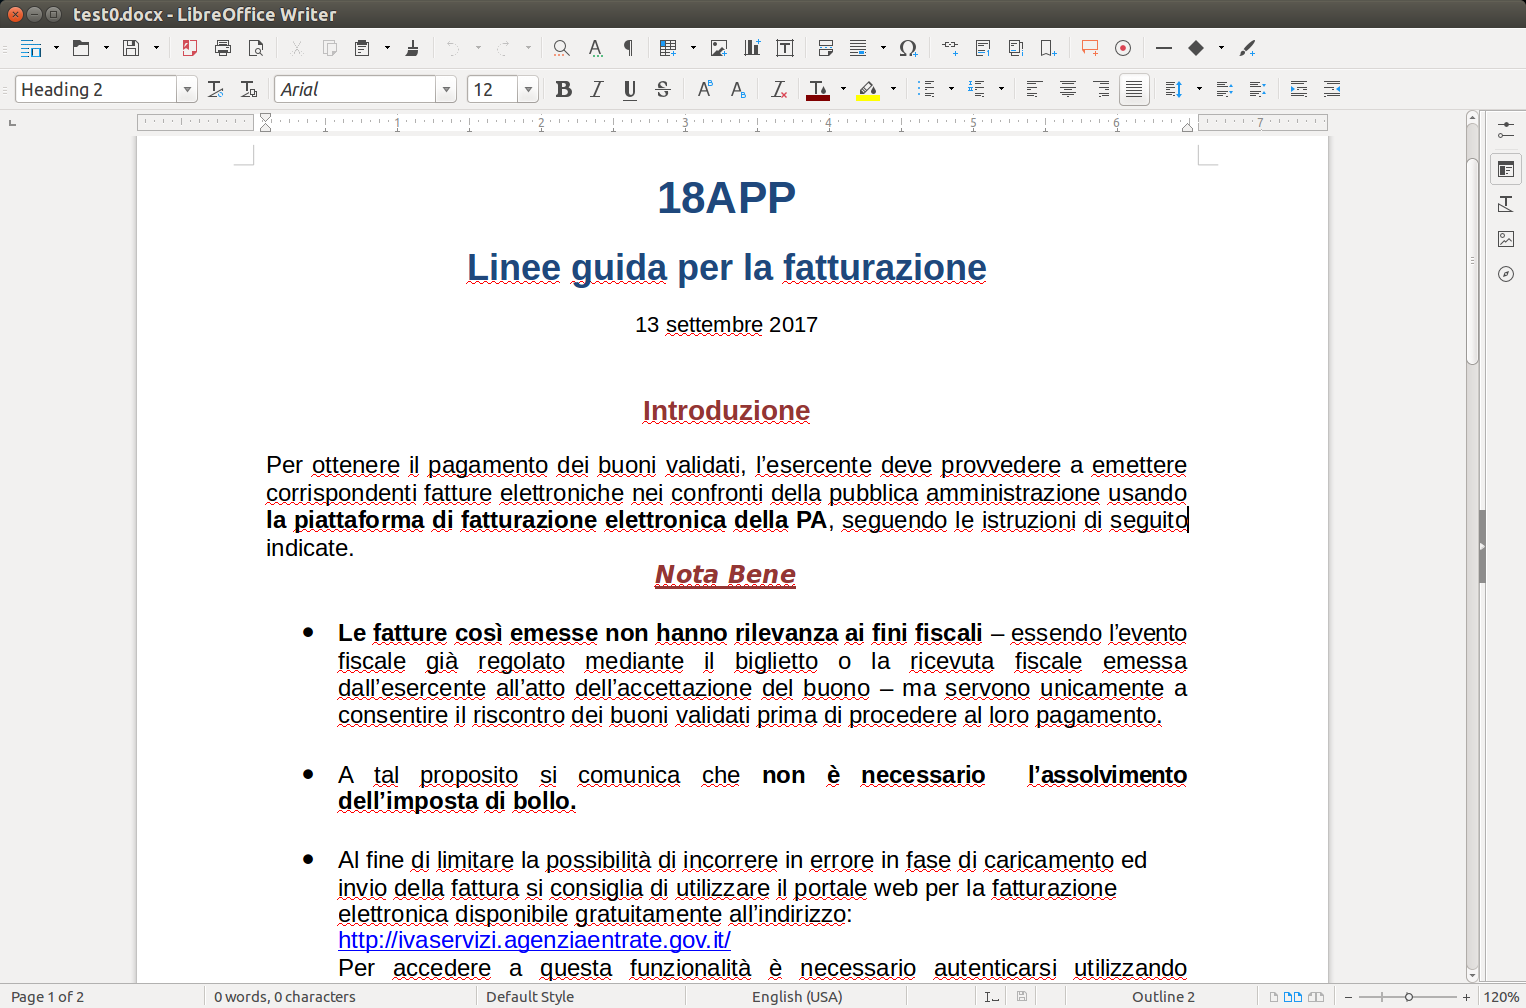 test0.docx - LibreOffice Writer
Heading 2
Arial
12
1 2 3 4 5 6 7
18APP
Linee guida per la fatturazione
13 settembre 2017
Introduzione
Per ottenere il pagamento dei buoni validati, l’esercente deve provvedere a emettere
corrispondenti fatture elettroniche nei confronti della pubblica amministrazione usando
la piattaforma di fatturazione elettronica della PA, seguendo le istruzioni di seguito
indicate.
Nota Bene
• Le fatture così emesse non hanno rilevanza ai fini fiscali – essendo l’evento
fiscale già regolato mediante il biglietto o la ricevuta fiscale emessa
dall’esercente all’atto dell’accettazione del buono – ma servono unicamente a
consentire il riscontro dei buoni validati prima di procedere al loro pagamento.
• A tal proposito si comunica che non è necessario l’assolvimento
dell’imposta di bollo.
• Al fine di limitare la possibilità di incorrere in errore in fase di caricamento ed
invio della fattura si consiglia di utilizzare il portale web per la fatturazione
elettronica disponibile gratuitamente all’indirizzo:
http://ivaservizi.agenziaentrate.gov.it/
Per accedere a questa funzionalità è necessario autenticarsi utilizzando
Page 1 of 2 0 words, 0 characters Default Style English (USA) Outline 2 120%